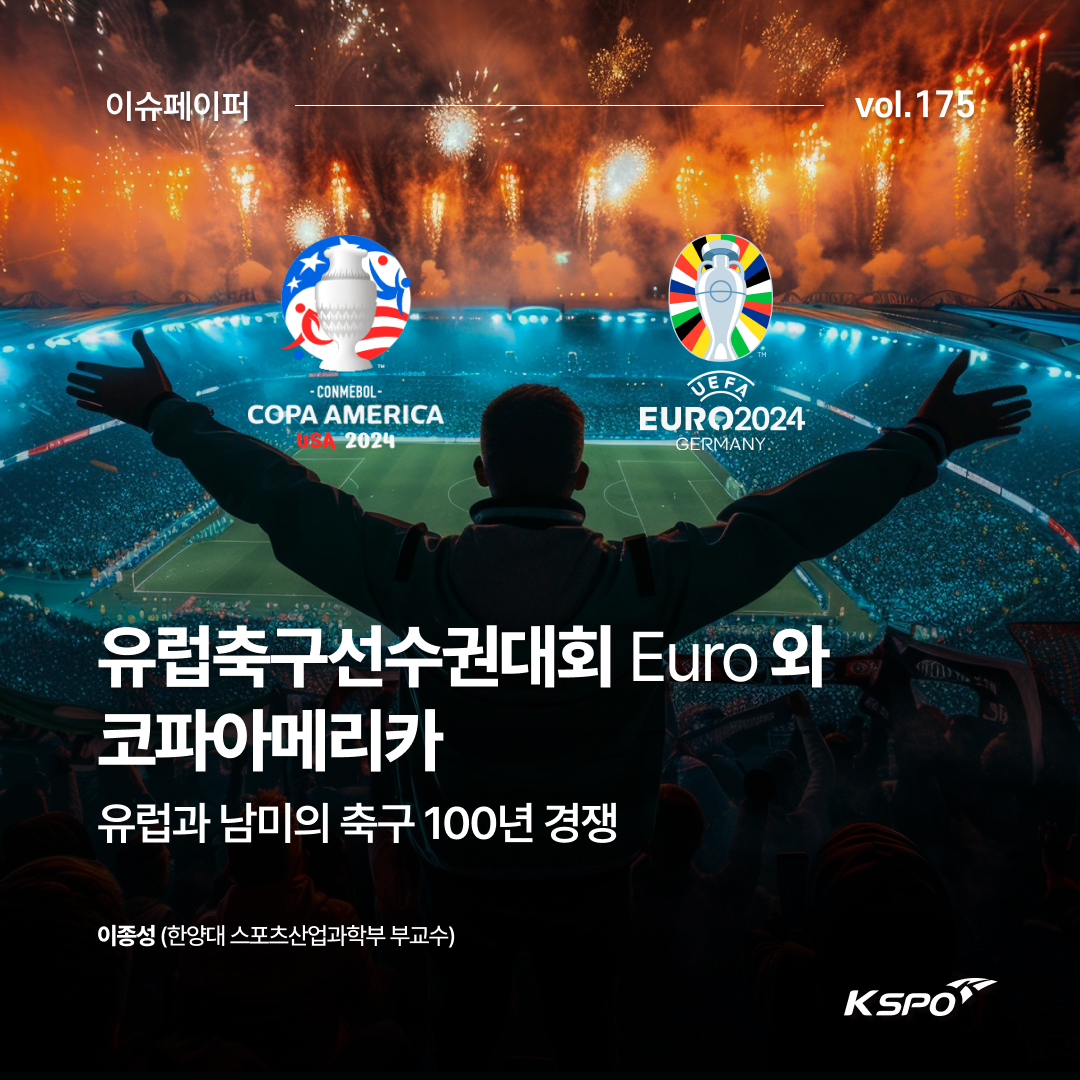 이슈페이퍼
vol.175
-CONMEBOL-
COPA AMERICA
USA 2024
TM
TM
UEFA
EURO2024
GERMANY
유럽축구선수권대회 Euro 와
코파아메리카
유럽과 남미의 축구 100년 경쟁
이종성 (한양대 스포츠산업과학부 부교수)
KSPO